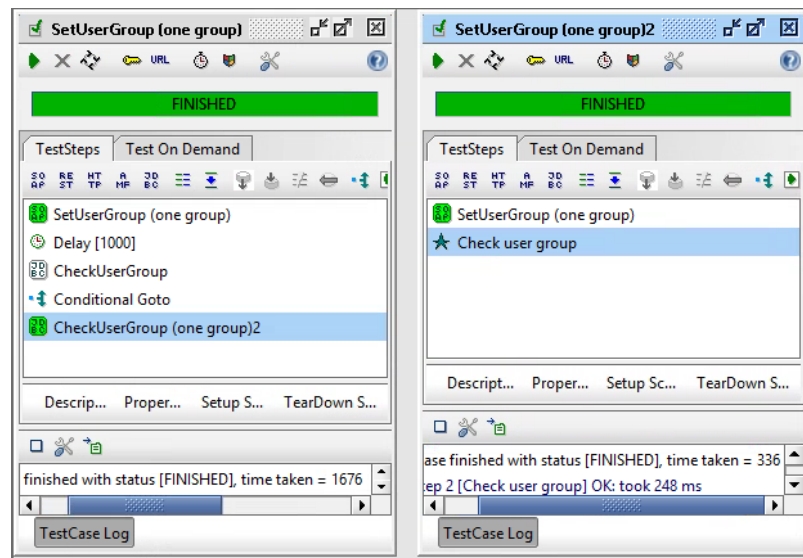 SetUserGroup (one group)
URL
FINISHED
TestSteps Test On Demand
SO AP RE ST HT TP A MF JD BC
SetUserGroup (one group)
Delay [1000]
CheckUserGroup
Conditional Goto
CheckUserGroup (one group)2
Descrip... Proper... Setup S... TearDown S...
finished with status [FINISHED], time taken = 1676
TestCase Log
SetUserGroup (one group)2
URL
FINISHED
TestSteps Test On Demand
SO AP RE ST HT TP A MF JD BC
SetUserGroup (one group)
Check user group
Descript... Proper... Setup Sc... TearDown S...
ase finished with status [FINISHED], time taken = 336
ep 2 [Check user group] OK: took 248 ms
TestCase Log